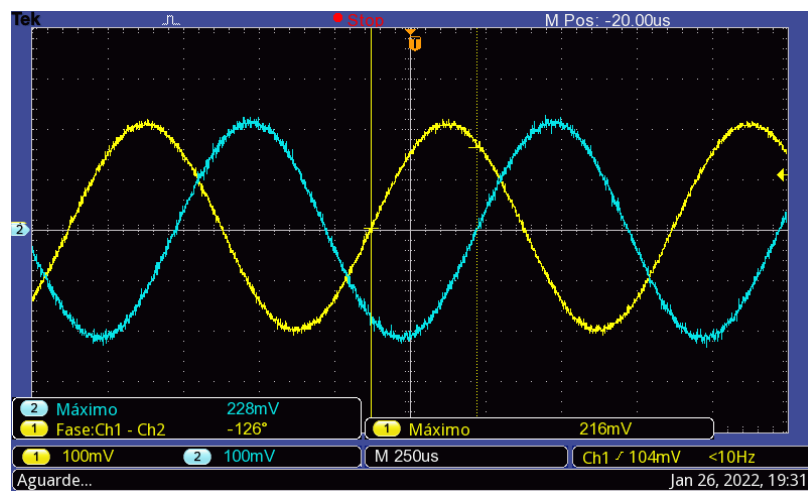 Tek Stop M Pos: -20.00us
T
2
2 Máximo 228mV
1 Fase:Ch1 - Ch2 -126°
1 Máximo 216mV
1 100mV 2 100mV M 250us Ch1 104mV <10Hz
Aguarde... Jan 26, 2022, 19:31